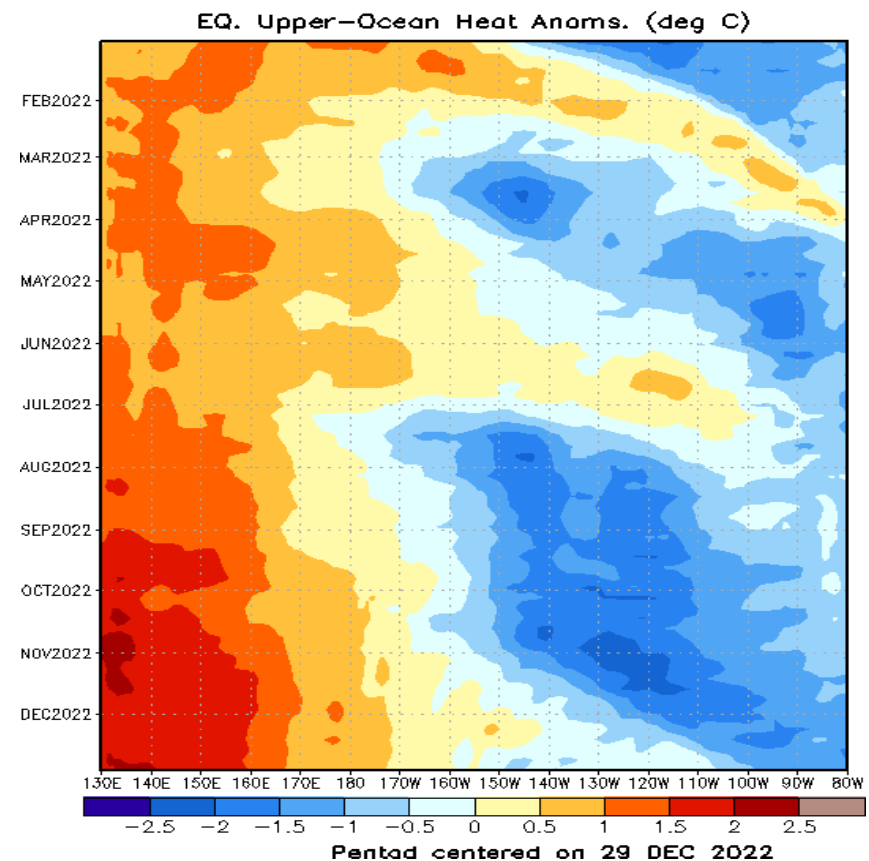 EQ. Upper-Ocean Heat Anoms. (deg C)
FEB2022
MAR2022
APR2022
MAY2022
JUN2022
JUL2022
AUG2022
SEP2022
OCT2022
NOV2022
DEC2022
130E 140E 150E 160E 170E 180 170W 160W 150W 140W 130W 120W 110W 100W 90W 80W
-2.5 -2 -1.5 -1 -0.5 0 0.5 1 1.5 2 2.5
Pentad centered on 29 DEC 2022